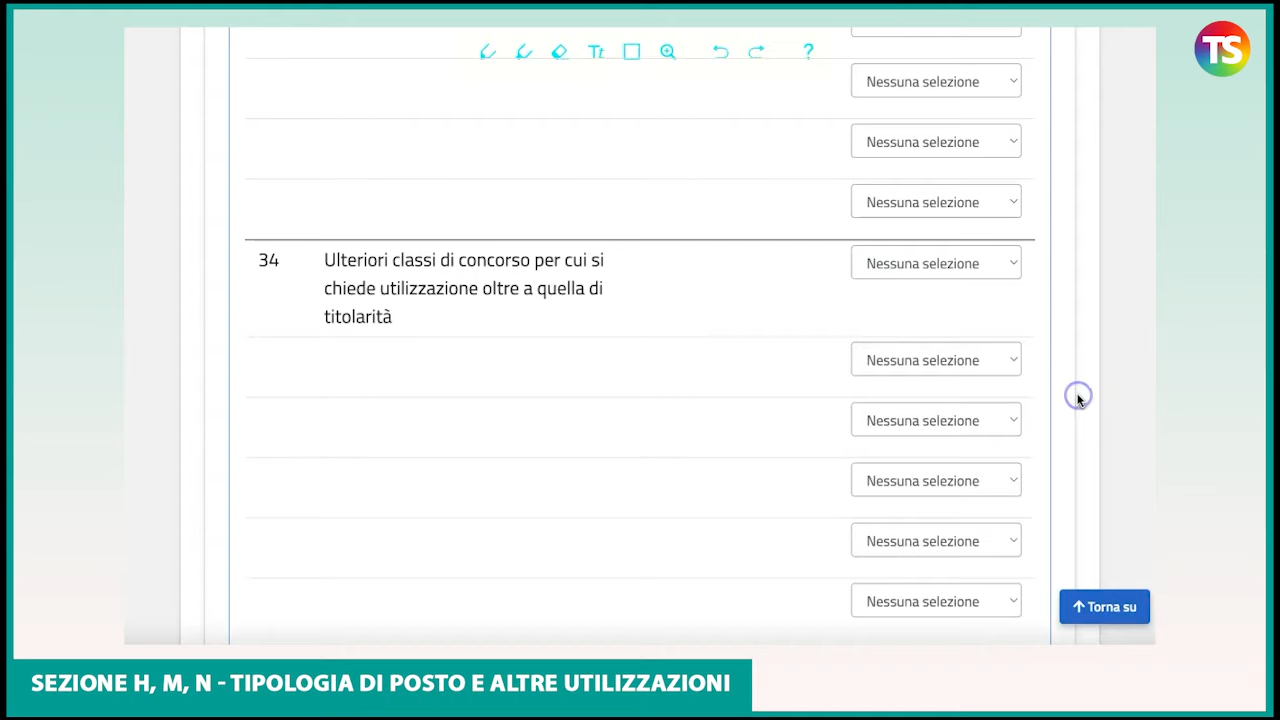 TS
Tt
?
Nessuna selezione
Nessuna selezione
Nessuna selezione
34 Ulteriori classi di concorso per cui si Nessuna selezione
chiede utilizzazione oltre a quella di
titolarità
Nessuna selezione
Nessuna selezione
Nessuna selezione
Nessuna selezione
Nessuna selezione
Torna su
SEZIONE H, M, N - TIPOLOGIA DI POSTO E ALTRE UTILIZZAZIONI